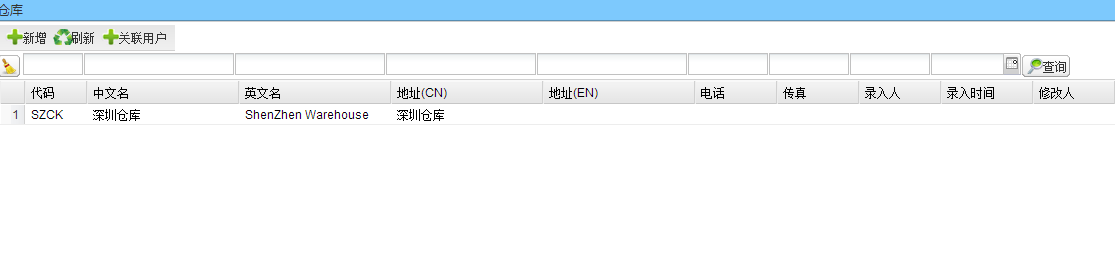 仓库
新增 刷新 关联用户
查询
代码 中文名 英文名 地址(CN) 地址(EN) 电话 传真 录入人 录入时间 修改人
1 SZCK 深圳仓库 ShenZhen Warehouse 深圳仓库